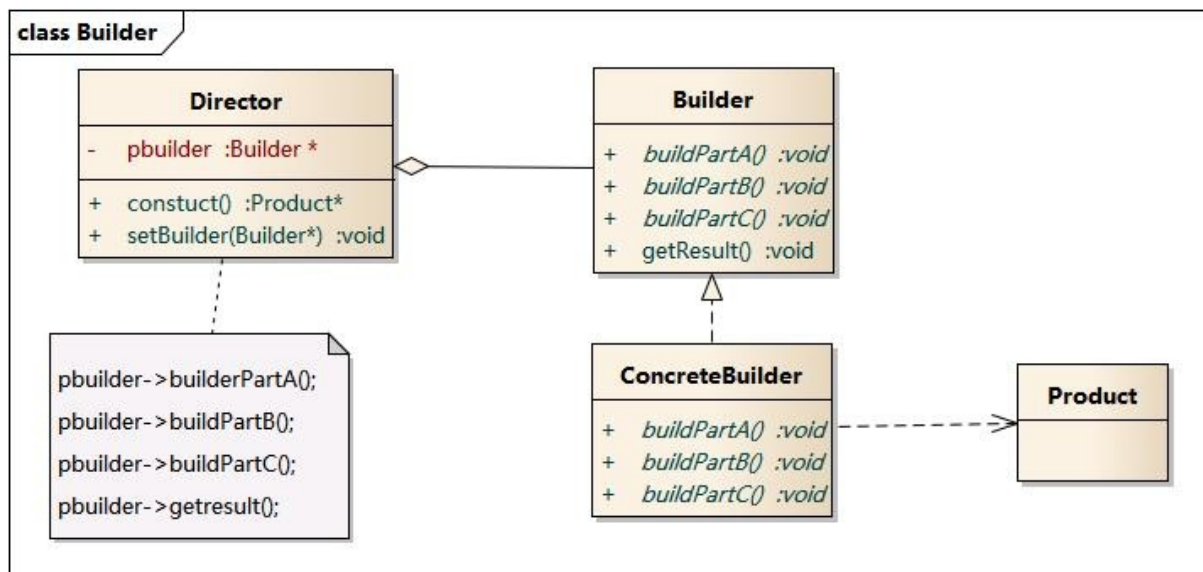 class Builder
Director
- pbuilder :Builder *
+ constuct() :Product*
+ setBuilder(Builder*) :void
Builder
+ buildPartA() :void
+ buildPartB() :void
+ buildPartC() :void
+ getResult() :void
pbuilder->builderPartA();
pbuilder->buildPartB();
pbuilder->buildPartC();
pbuilder->getresult();
ConcreteBuilder
+ buildPartA() :void
+ buildPartB() :void
+ buildPartC() :void
Product